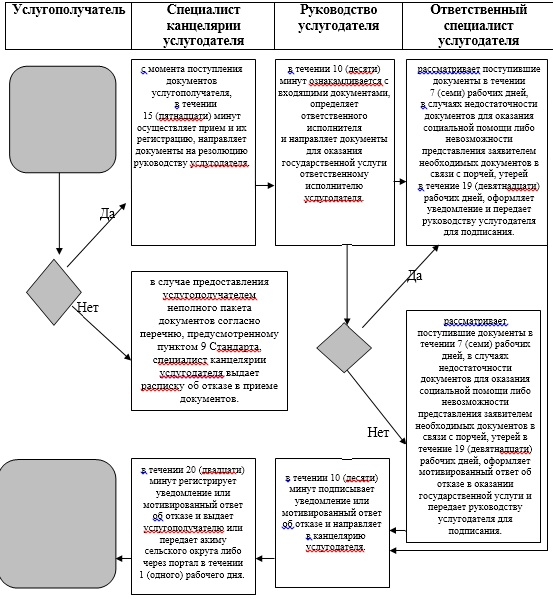 Услугополучатель
Специалист
канцелярии
услугодателя
Руководство
услугодателя
Ответственный
специалист
услугодателя
с момента поступления
документов
услугополучателя,
в течении
15 (пятнадцати) минут
осуществляет прием и их
регистрацию, направляет
документы на резолюцию
руководству услугодателя.
в течении 10 (десяти)
минут ознакамливается с
входящими документами,
определяет
ответственного
исполнителя
и направляет документы
для оказания
государственной услуги
ответственному
исполнителю
услугодателя.
рассматривает поступившие
документы в течении
7 (семи) рабочих дней,
в случаях недостаточности
документов для оказания
социальной помощи либо
невозможности
представления заявителем
необходимых документов в
связи с порчей, утерей
в течение 19 (девятнадцати)
рабочих дней, оформляет
уведомление и передает
руководству услугодателя
для подписания.
Да
Нет
в случае предоставления
услугополучателем
неполного пакета
документов согласно
перечню, предусмотренному
пунктом 9 Стандарта,
специалист канцелярии
услугодателя выдает
расписку об отказе в приеме
документов.
Да
Нет
рассматривает
поступившие документы в
течении 7 (семи) рабочих
дней, в случаях
недостаточности
документов для оказания
социальной помощи либо
невозможности
представления заявителем
необходимых документов в
связи с порчей, утерей в
течение 19 (девятнадцати)
рабочих дней, оформляет
мотивированный ответ об
отказе в оказании
государственной услуги и
передает руководству
услугодателя для
подписания.
в течении 20 (двадцати)
минут регистрирует
уведомление или
мотивированный ответ
об отказе и выдает
услугополучателю или
передает акиму
сельского округа либо
через портал в течении
1 (одного) рабочего дня.
в течении 10 (десяти)
минут подписывает
уведомление или
мотивированный ответ
об отказе и направляет
в канцелярию
услугодателя.